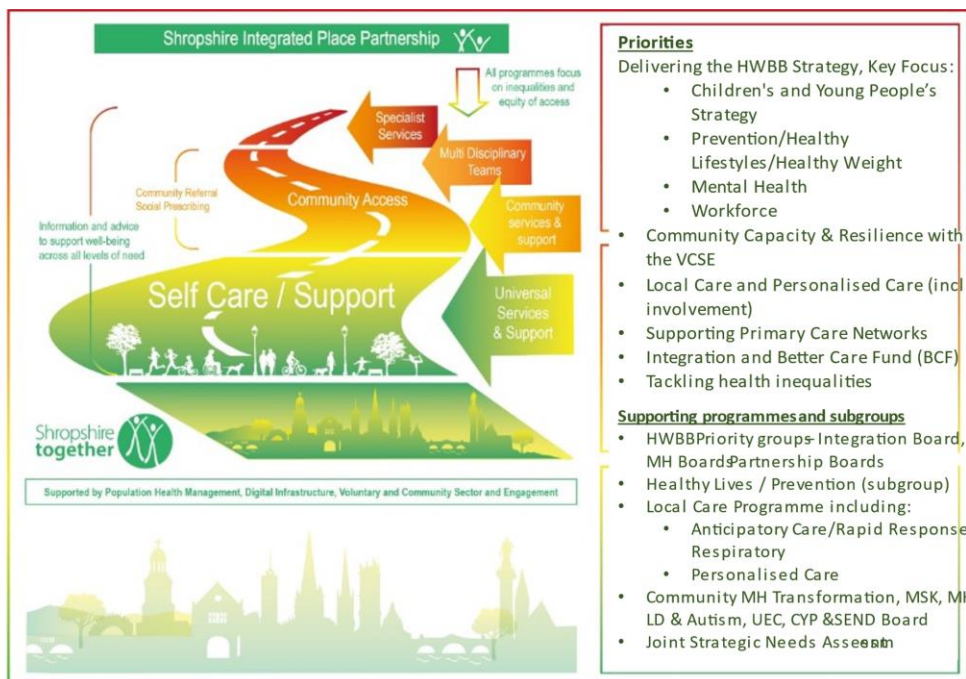 Shropshire Integrated Place Partnership
All programmes focus
on inequalities and
equity of access
Specialist
Services
Multi Disciplinary
Teams
Community Referral
Social Prescribing
Community Access
Community
services &
support
Information and advice
to support well-being
across all levels of need
Self Care / Support
Universal
Services
& Support
Shropshire
together
Supported by Population Health Management, Digital Infrastructure, Voluntary and Community Sector and Engagement
Priorities
Delivering the HWBB Strategy, Key Focus:
• Children's and Young People's
Strategy
• Prevention/Healthy
Lifestyles/Healthy Weight
• Mental Health
• Workforce
• Community Capacity & Resilience with
the VCSE
• Local Care and Personalised Care (incl
involvement)
• Supporting Primary Care Networks
• Integration and Better Care Fund (BCF)
• Tackling health inequalities
Supporting programmes and subgroups
• HWBB Priority groups – Integration Board,
MH Boards Partnership Boards
• Healthy Lives / Prevention (subgroup)
• Local Care Programme including:
• Anticipatory Care/Rapid Response
Respiratory
• Personalised Care
• Community MH Transformation, MSK, MH
LD & Autism, UEC, CYP & SEND Board
• Joint Strategic Needs